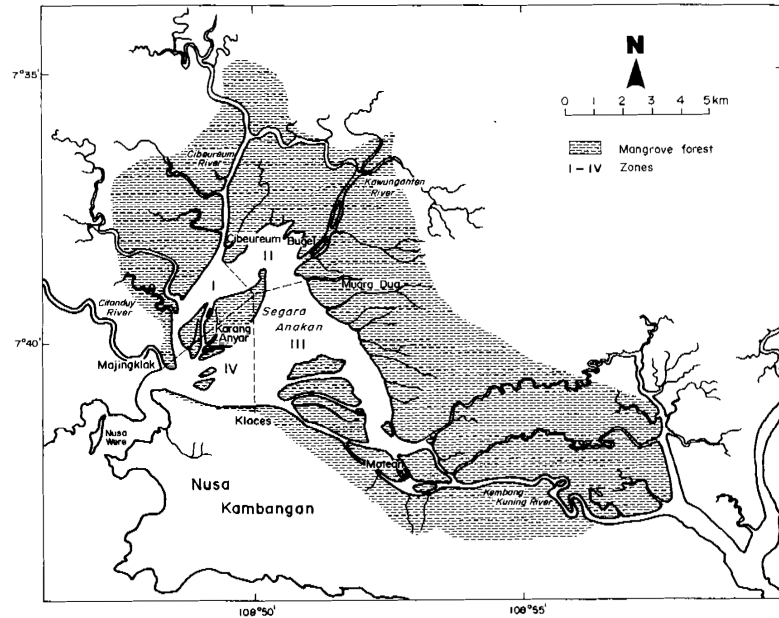 7°35'
7°40'
N
0 1 2 3 4 5km
Mangrove forest
I-IV Zones
Cibeureum
River
Kawunganten
River
Cibeureum
Bugel
II
Muara Dua
I
Citanduy
River
Segara
Anakan
III
Karang
Anyar
Majingklak
IV
Klaces
Nusa
Were
Matean
Nusa
Kambangan
Kembang
Kuning River
108°50'
108°55'